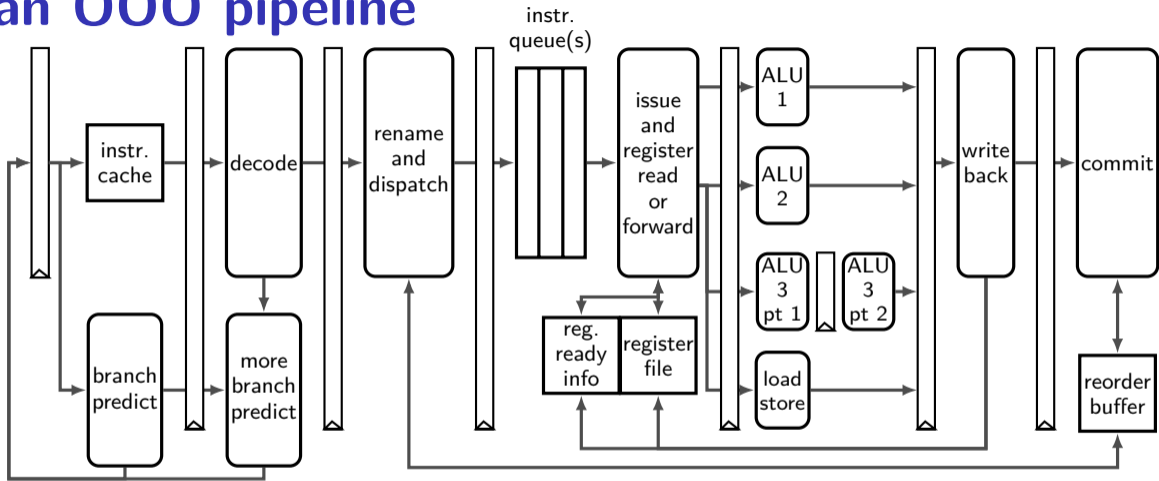 an OOO pipeline
instr.
queue(s)
instr.
cache
decode
rename
and
dispatch
issue
and
register
read
or
forward
ALU
1
ALU
2
ALU
3
pt 1
ALU
3
pt 2
load
store
write
back
commit
branch
predict
more
branch
predict
reg.
ready
info
register
file
reorder
buffer